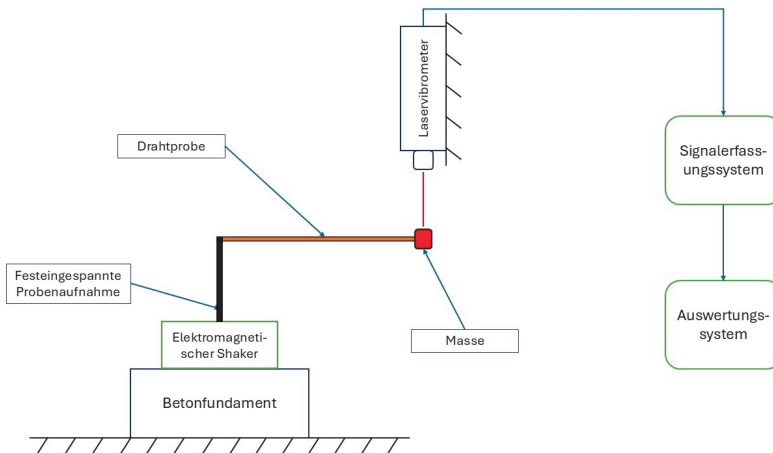 Laservibrometer
Drahtprobe
Signalerfass-
ungssystem
Festeingespannte
Probenaufnahme
Elektromagneti-
scher Shaker
Masse
Auswertungs-
system
Betonfundament